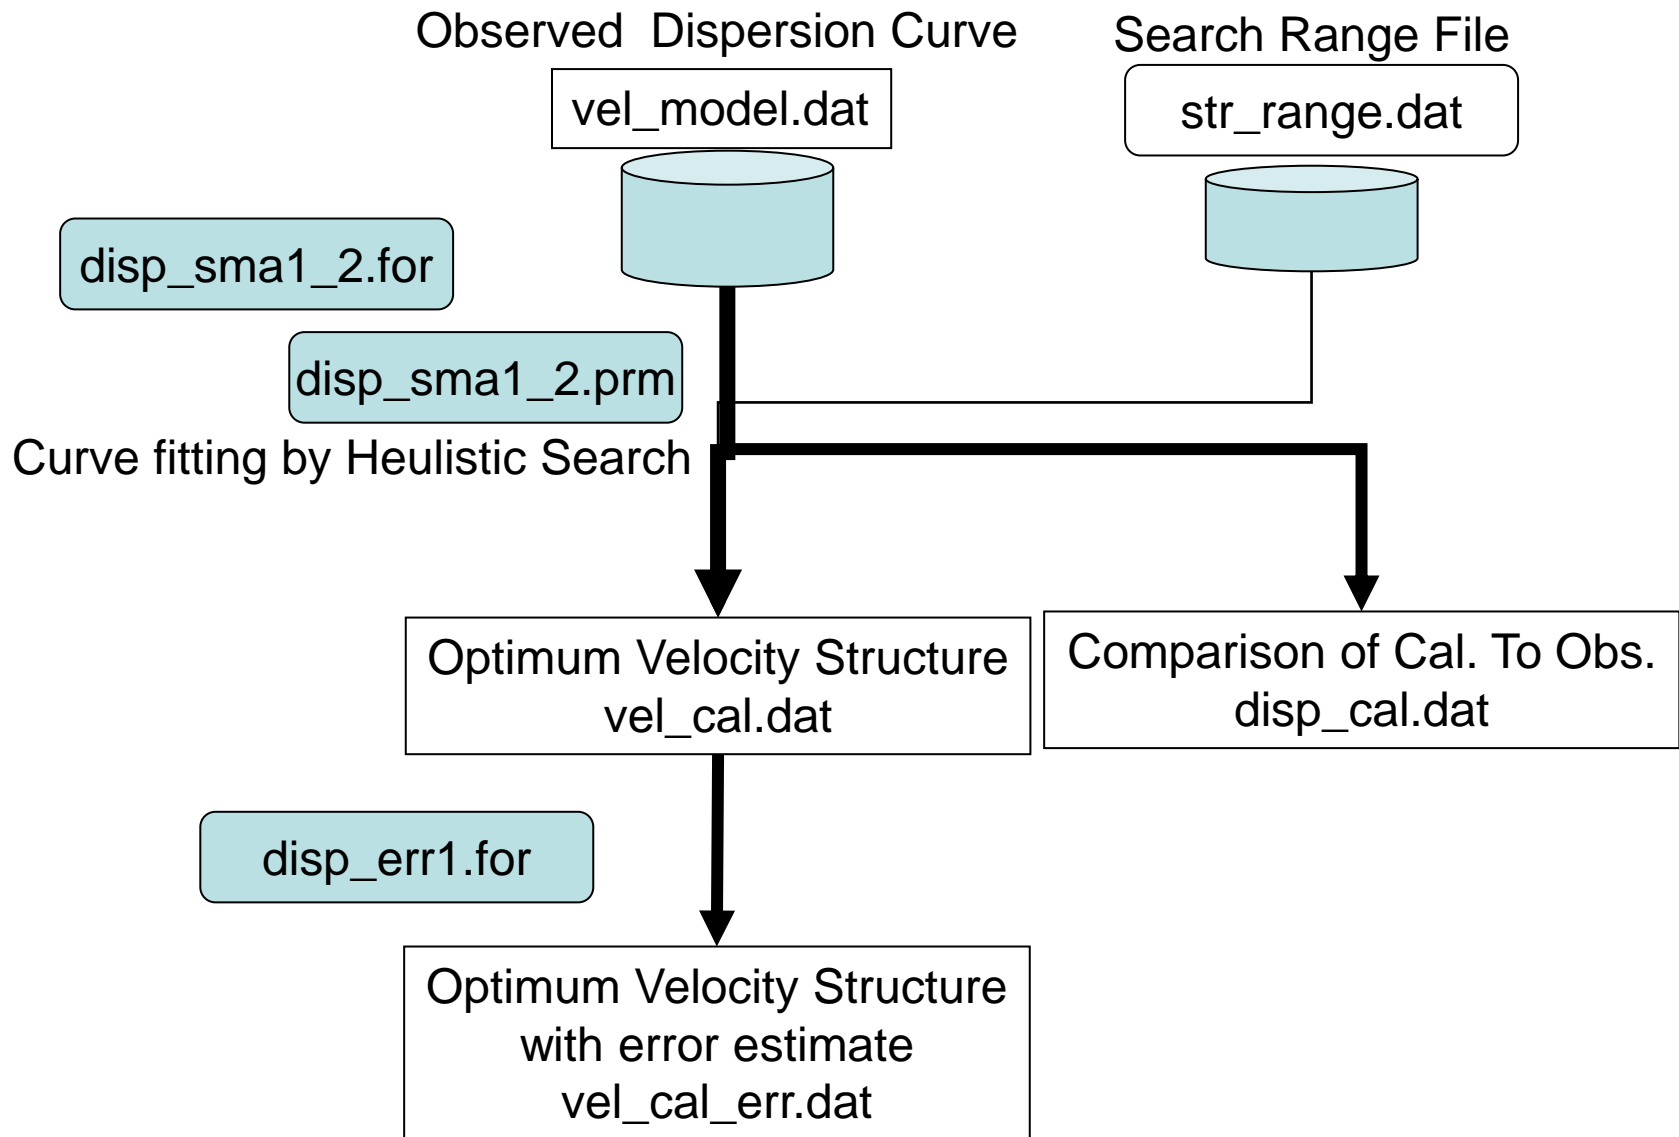 Observed Dispersion Curve
Search Range File
vel_model.dat
str_range.dat
disp_sma1_2.for
disp_sma1_2.prm
Curve fitting by Heulistic Search
Optimum Velocity Structure
vel_cal.dat
Comparison of Cal. To Obs.
disp_cal.dat
disp_err1.for
Optimum Velocity Structure
with error estimate
vel_cal_err.dat